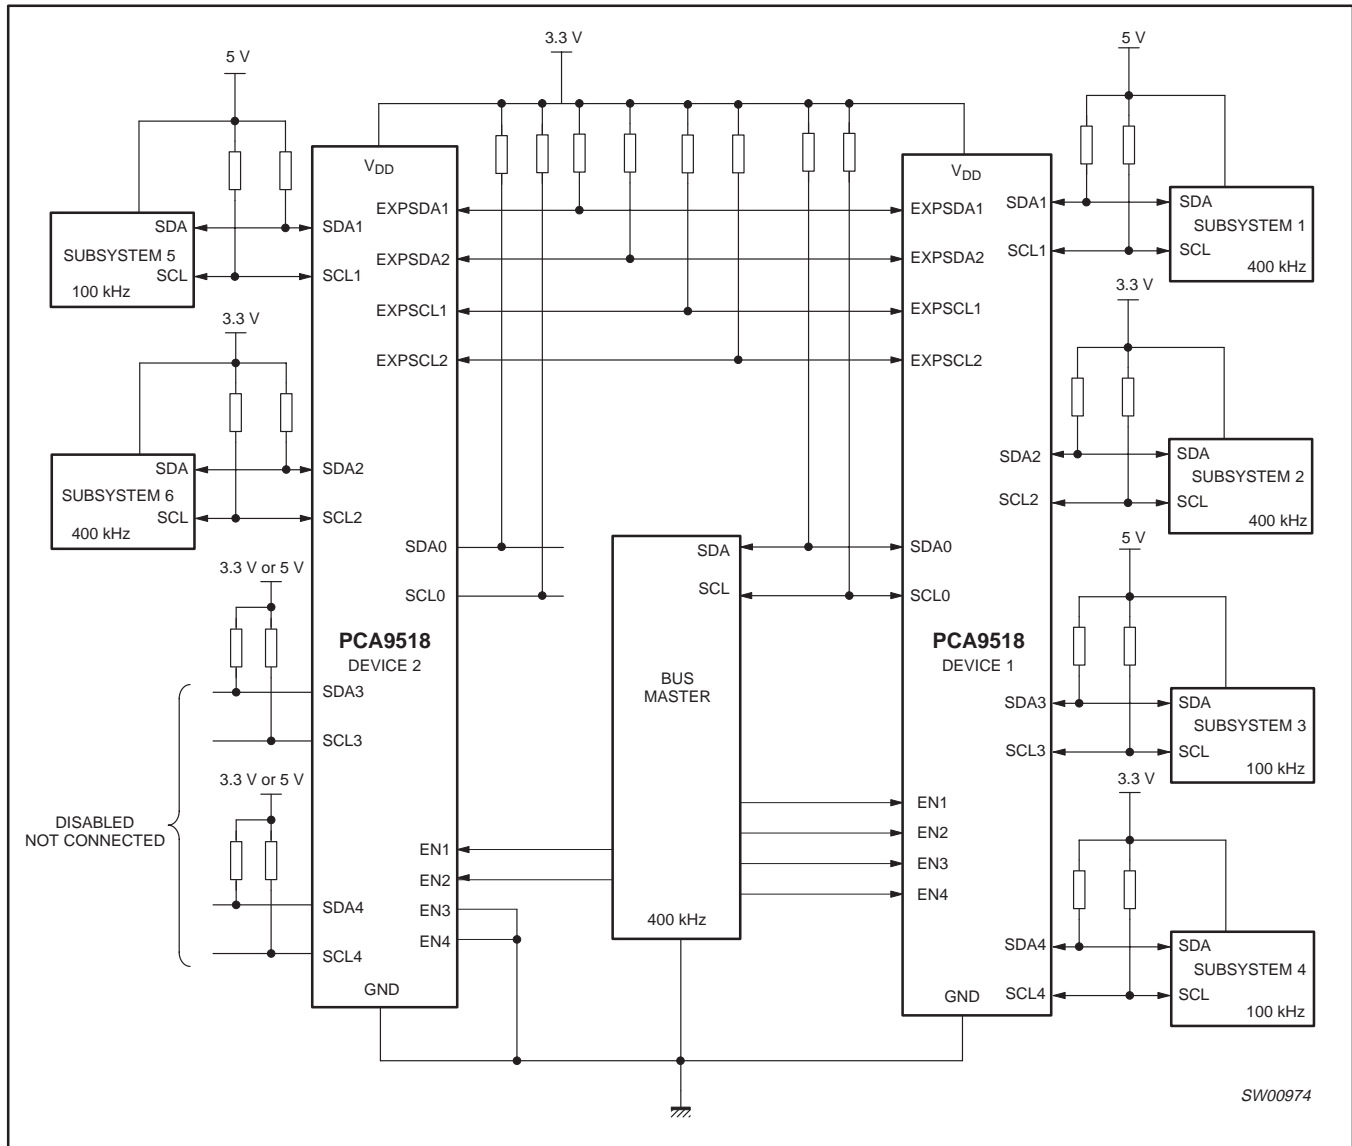 3.3 V
5 V
VDD
EXPSDA1
SDA
SDA1
EXPSDA2
SUBSYSTEM 5
SCL
SCL1
100 kHz
EXPSCL1
3.3 V
EXPSCL2
SDA
SDA2
SUBSYSTEM 6
SCL
SCL2
400 kHz
SDA0
3.3 V or 5 V
SCL0
PCA9518
DEVICE 2
SDA3
SCL3
3.3 V or 5 V
DISABLED
NOT CONNECTED
EN1
EN2
SDA4
EN3
EN4
SCL4
GND
SDA
SCL
BUS
MASTER
400 kHz
VDD
EXPSDA1
EXPSDA2
EXPSCL1
EXPSCL2
SDA0
SCL0
PCA9518
DEVICE 1
EN1
EN2
EN3
EN4
GND
5 V
SDA1
SDA
SUBSYSTEM 1
SCL1
SCL
400 kHz
3.3 V
SDA2
SDA
SUBSYSTEM 2
SCL2
SCL
400 kHz
5 V
SDA3
SDA
SUBSYSTEM 3
SCL3
SCL
100 kHz
3.3 V
SDA4
SDA
SUBSYSTEM 4
SCL4
SCL
100 kHz
SW00974